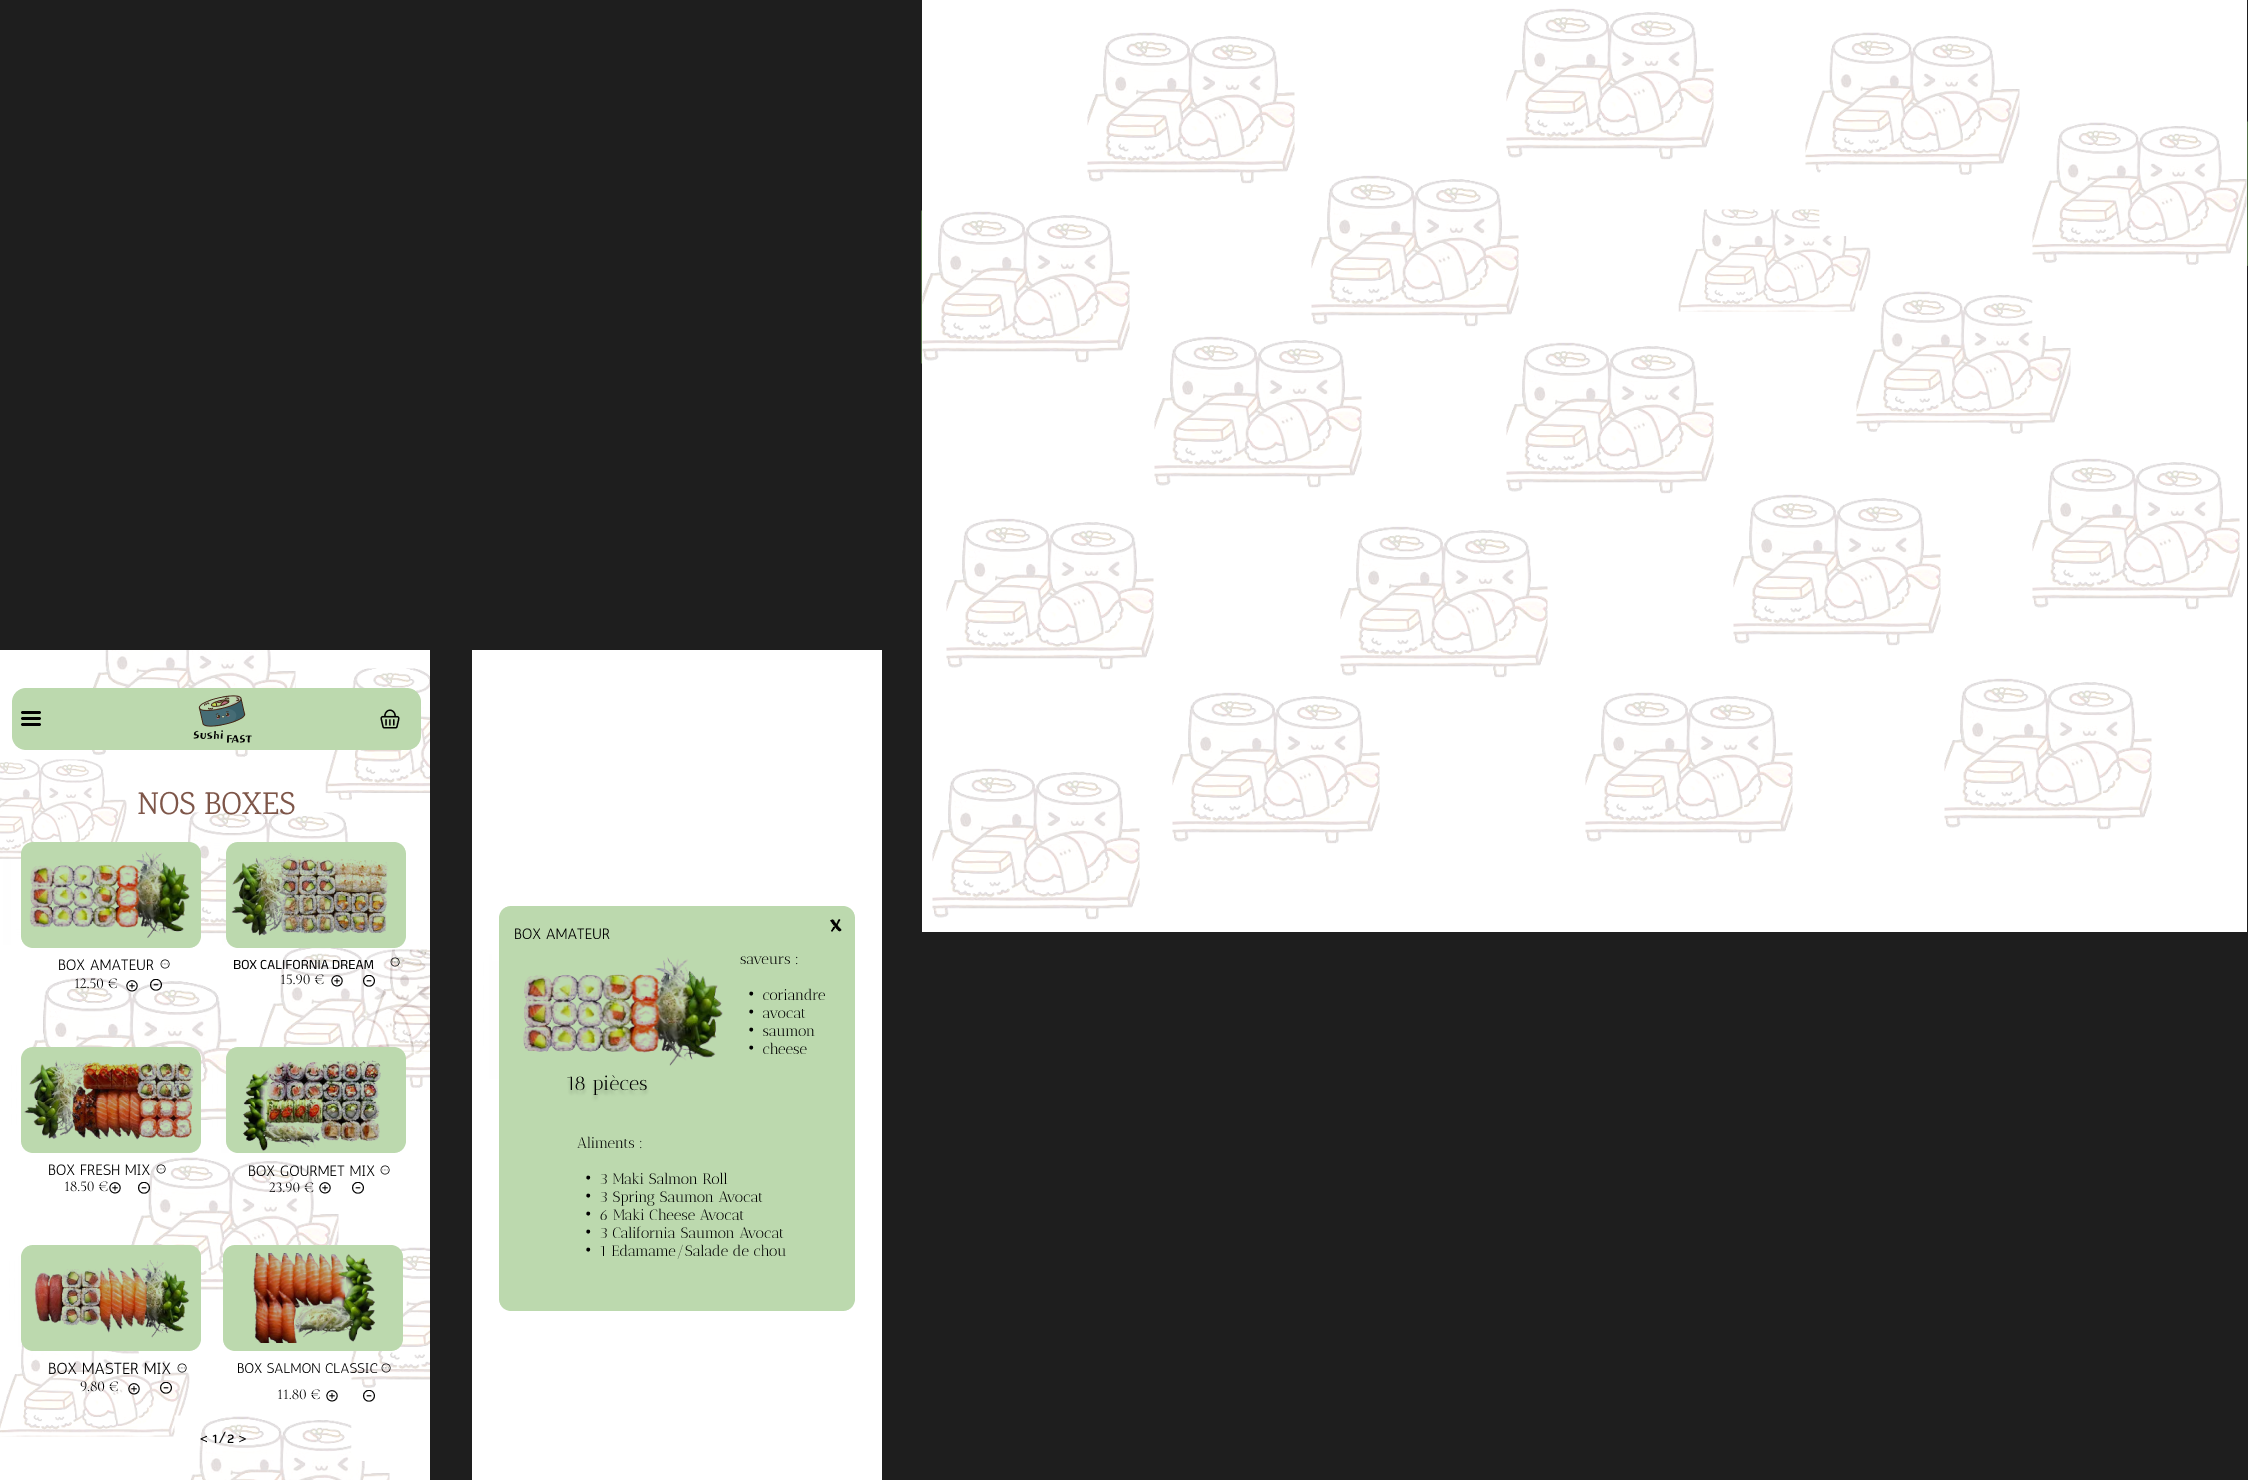 Sushi FAST
NOS BOXES
BOX AMATEUR
12.50 €
BOX CALIFORNIA DREAM
15.90 €
BOX FRESH MIX
18.50 €
BOX GOURMET MIX
23.90 €
BOX MASTER MIX
9.80 €
BOX SALMON CLASSIC
11.80 €
< 1/2 >
X
BOX AMATEUR
saveurs :
• coriandre
• avocat
• saumon
• cheese
18 pièces
Aliments :
• 3 Maki Salmon Roll
• 3 Spring Saumon Avocat
• 6 Maki Cheese Avocat
• 3 California Saumon Avocat
• 1 Edamame/Salade de chou